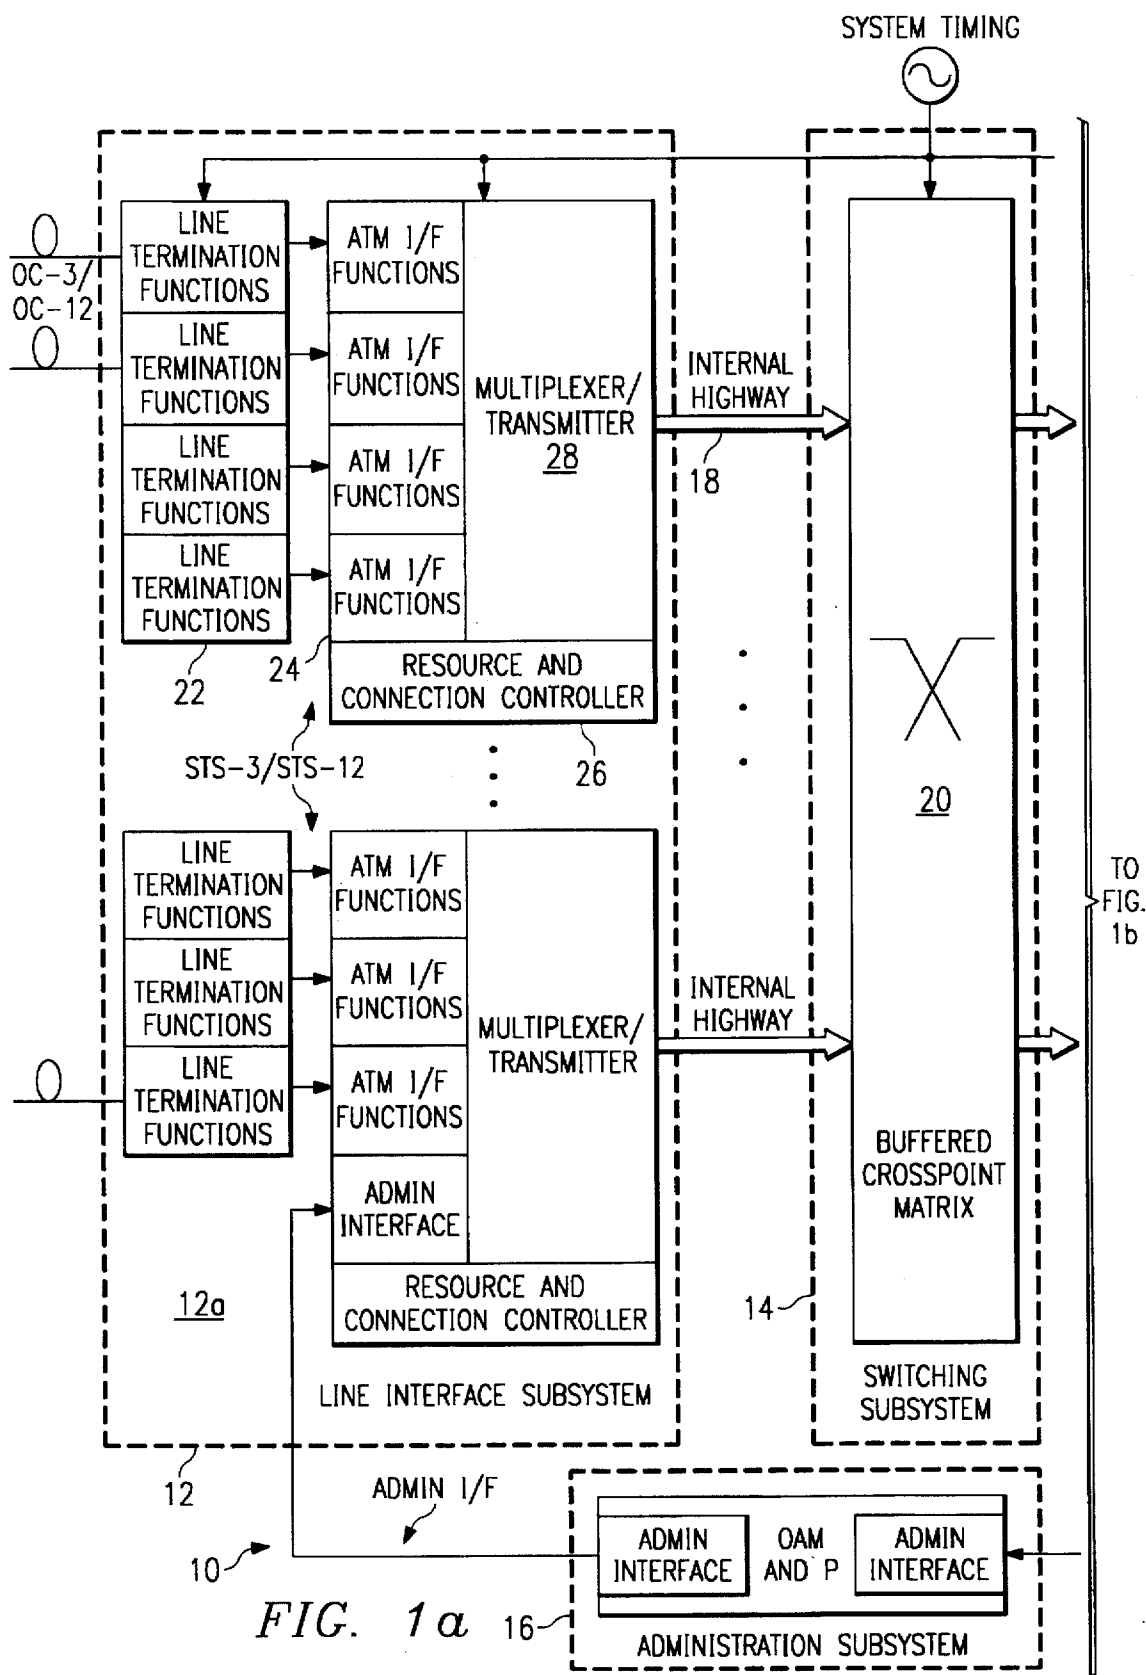 SYSTEM TIMING
OC-3/
OC-12
LINE
TERMINATION
FUNCTIONS
LINE
TERMINATION
FUNCTIONS
LINE
TERMINATION
FUNCTIONS
LINE
TERMINATION
FUNCTIONS
22
ATM I/F
FUNCTIONS
ATM I/F
FUNCTIONS
ATM I/F
FUNCTIONS
ATM I/F
FUNCTIONS
24
MULTIPLEXER/
TRANSMITTER
28
RESOURCE AND
CONNECTION CONTROLLER
26
INTERNAL
HIGHWAY
18
STS-3/STS-12
20
LINE
TERMINATION
FUNCTIONS
LINE
TERMINATION
FUNCTIONS
LINE
TERMINATION
FUNCTIONS
ATM I/F
FUNCTIONS
ATM I/F
FUNCTIONS
ATM I/F
FUNCTIONS
ADMIN
INTERFACE
MULTIPLEXER/
TRANSMITTER
RESOURCE AND
CONNECTION CONTROLLER
INTERNAL
HIGHWAY
TO
FIG.
1b
BUFFERED
CROSSPOINT
MATRIX
12a
14
LINE INTERFACE SUBSYSTEM
SWITCHING
SUBSYSTEM
12
ADMIN I/F
10
ADMIN
INTERFACE
OAM
AND P
ADMIN
INTERFACE
FIG. 1a
16
ADMINISTRATION SUBSYSTEM